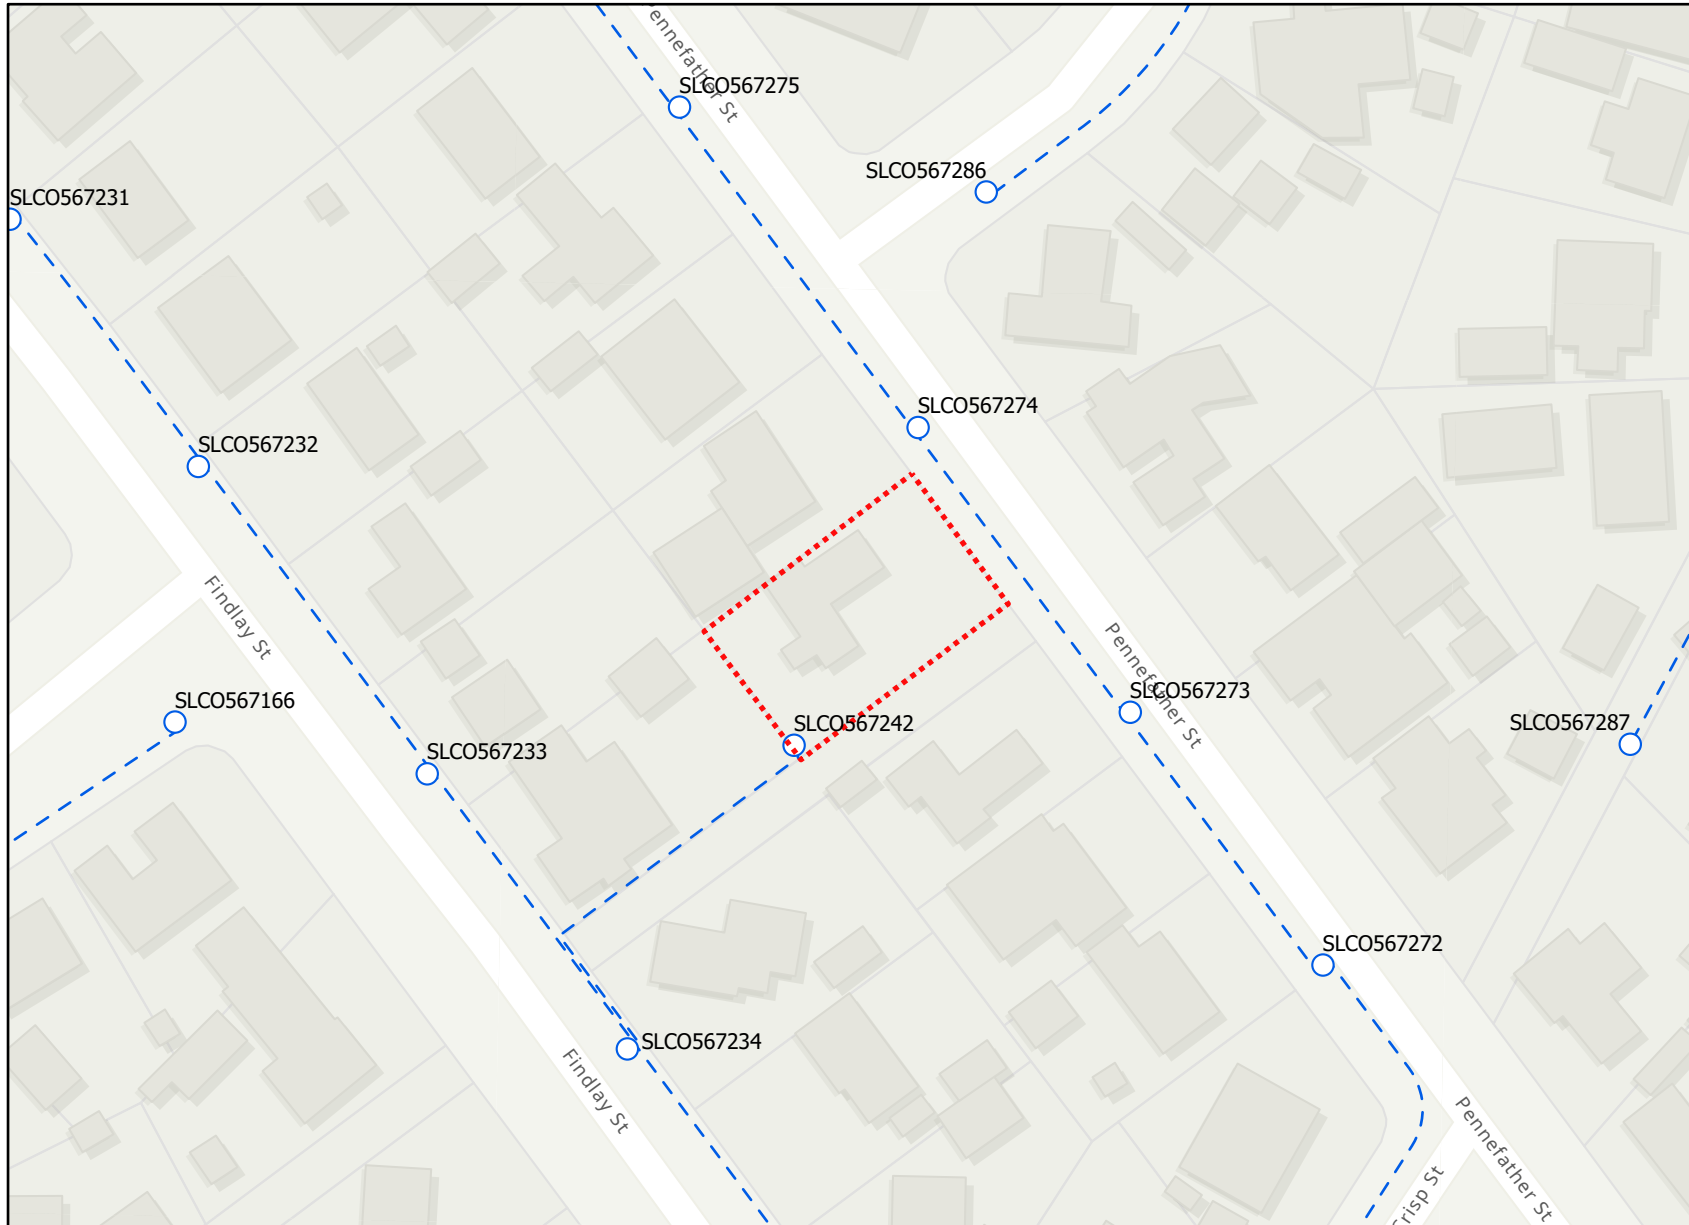 Pennefather St
SLCO567275
SLCO567286
SLCO567231
SLCO567274
SLCO567232
Findlay St
Pennefather St
SLCO567273
SLCO567166
SLCO567242
SLCO567287
SLCO567233
SLCO567272
SLCO567234
Findlay St
Pennefather St
Crisp St